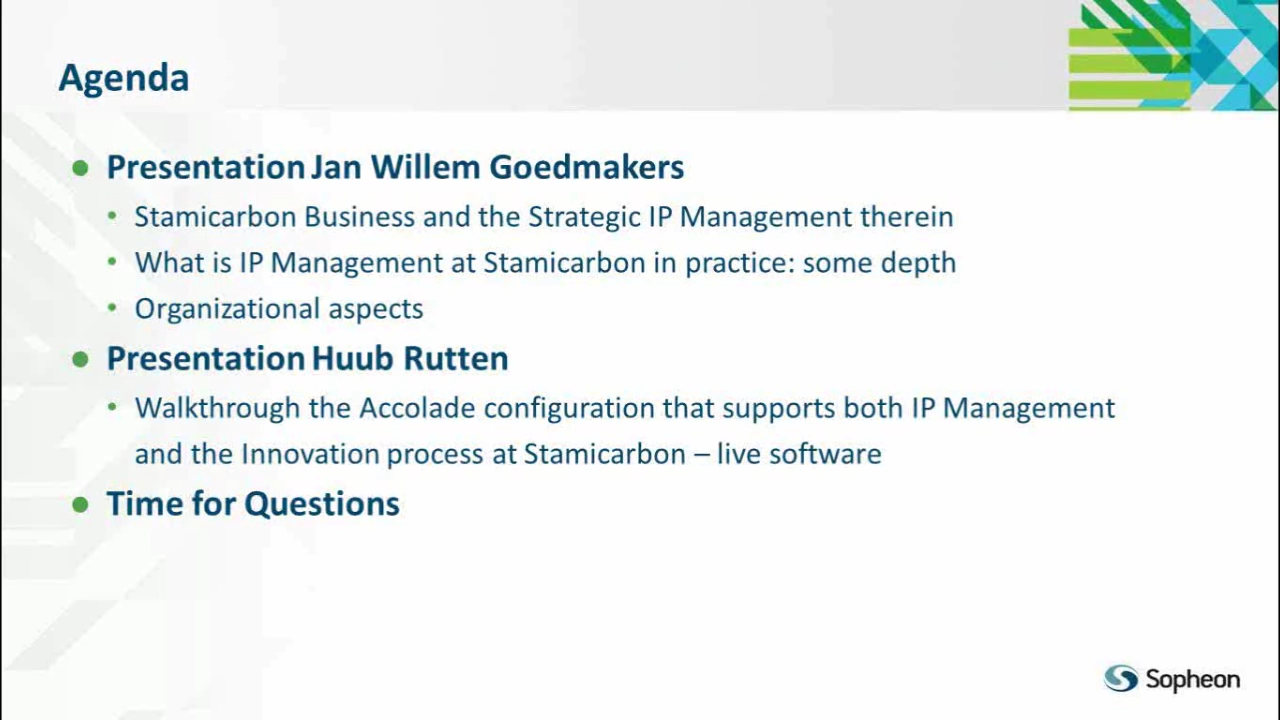 Agenda
● Presentation Jan Willem Goedmakers
• Stamicarbon Business and the Strategic IP Management therein
• What is IP Management at Stamicarbon in practice: some depth
• Organizational aspects
● Presentation Huub Rutten
• Walkthrough the Accolade configuration that supports both IP Management
and the Innovation process at Stamicarbon – live software
● Time for Questions
Sopheon